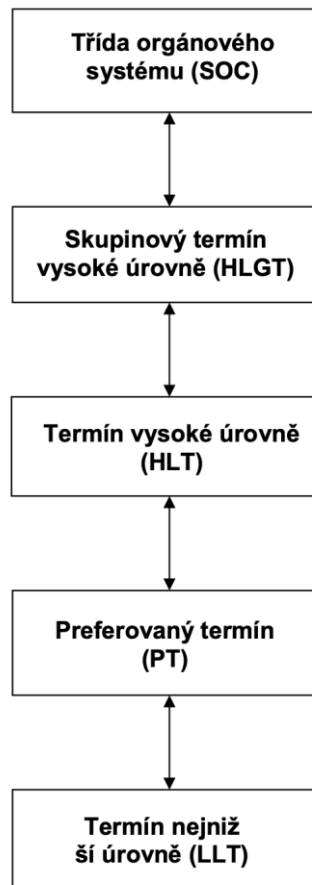 Třída orgánového
systému (SOC)
Skupinový termín
vysoké úrovně (HLGT)
Termín vysoké úrovně
(HLT)
Preferovaný termín
(PT)
Termín nejniž
ší úrovně (LLT)